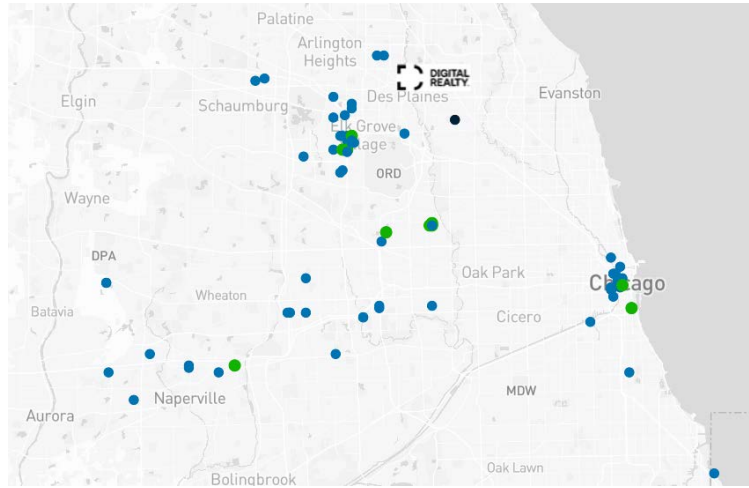 Palatine
Arlington
Heights
DIGITAL
REALTY
Elgin
Schaumburg
Des Plaines
Evanston
Elk Grove
ORD
Wayne
DPA
Oak Park
Wheaton
Chicago
Batavia
Cicero
MDW
Naperville
Aurora
Oak Lawn
Bolingbrook